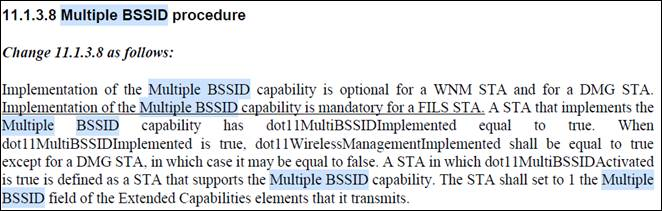 11.1.3.8 Multiple BSSID procedure
Change 11.1.3.8 as follows:
Implementation of the Multiple BSSID capability is optional for a WNM STA and for a DMG STA.
Implementation of the Multiple BSSID capability is mandatory for a FILS STA. A STA that implements the
Multiple BSSID capability has dot11MultiBSSIDImplemented equal to true. When
dot11MultiBSSIDImplemented is true, dot11WirelessManagementImplemented shall be equal to true
except for a DMG STA, in which case it may be equal to false. A STA in which dot11MultiBSSIDActivated
is true is defined as a STA that supports the Multiple BSSID capability. The STA shall set to 1 the Multiple
BSSID field of the Extended Capabilities elements that it transmits.